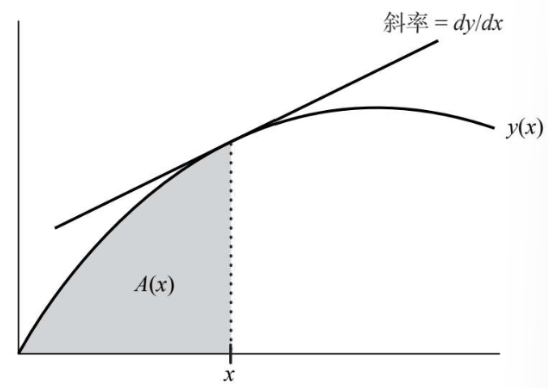 斜率 = dy/dx
y(x)
A(x)
x